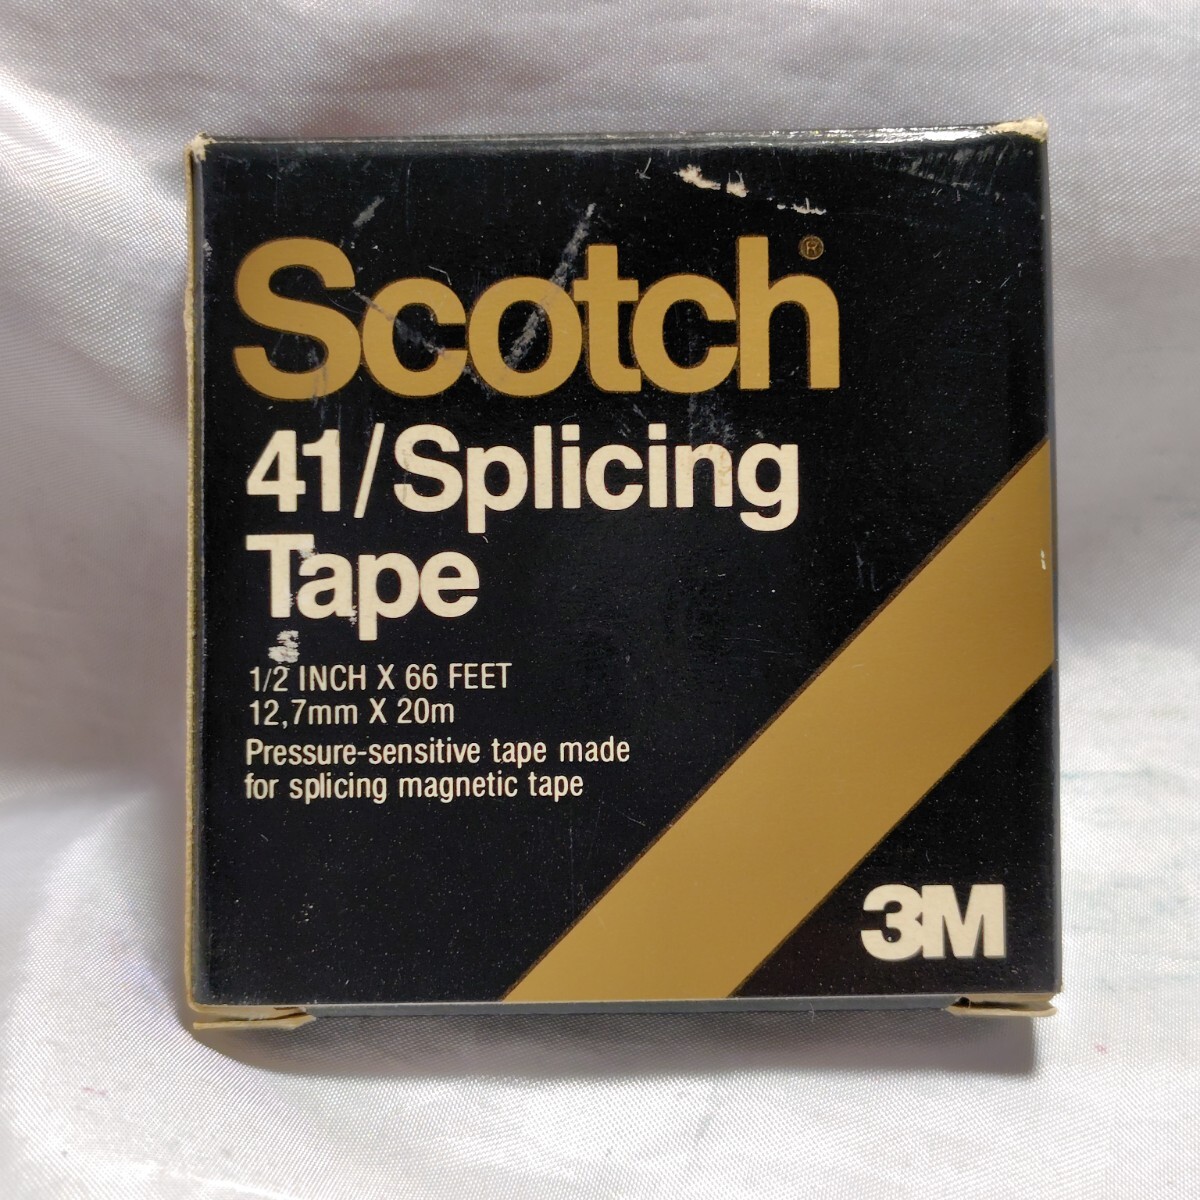 Scotch®
41/Splicing
Tape
1/2 INCH X 66 FEET
12,7mm X 20m
Pressure-sensitive tape made
for splicing magnetic tape
3M